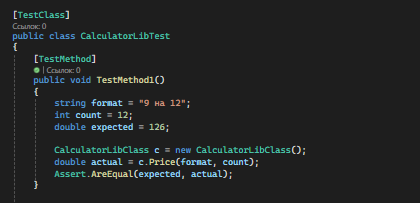 [TestClass]
Ссылок: 0
public class CalculatorLibTest
{
[TestMethod]
| Ссылок: 0
public void TestMethod1()
{
string format = "9 на 12";
int count = 12;
double expected = 126;
CalculatorLibClass c = new CalculatorLibClass();
double actual = c.Price(format, count);
Assert.AreEqual(expected, actual);
}